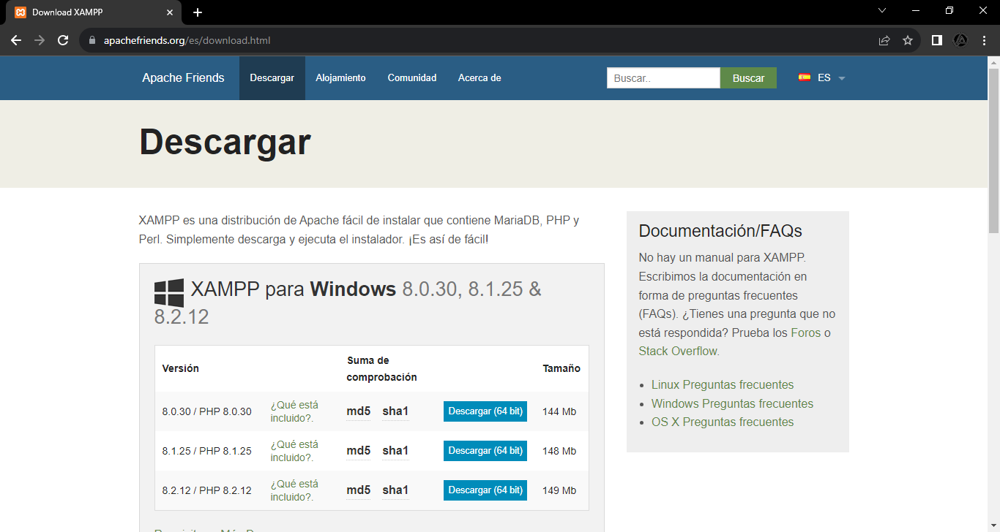 Download XAMPP
apachefriends.org/es/download.html
Apache Friends
Descargar
Alojamiento
Comunidad
Acerca de
Buscar..
Buscar
ES
Descargar
XAMPP es una distribución de Apache fácil de instalar que contiene MariaDB, PHP y
Perl. Simplemente descarga y ejecuta el instalador. ¡Es así de fácil!
XAMPP para Windows 8.0.30, 8.1.25 &
8.2.12
Versión
Suma de
comprobación
Tamaño
8.0.30 / PHP 8.0.30
¿Qué está
incluido?.
md5
sha1
Descargar (64 bit)
144 Mb
8.1.25 / PHP 8.1.25
¿Qué está
incluido?.
md5
sha1
Descargar (64 bit)
148 Mb
8.2.12 / PHP 8.2.12
¿Qué está
incluido?.
md5
sha1
Descargar (64 bit)
149 Mb
Documentación/FAQs
No hay un manual para XAMPP.
Escribimos la documentación en
forma de preguntas frecuentes
(FAQs). ¿Tienes una pregunta que no
está respondida? Prueba los Foros o
Stack Overflow.
Linux Preguntas frecuentes
Windows Preguntas frecuentes
OS X Preguntas frecuentes